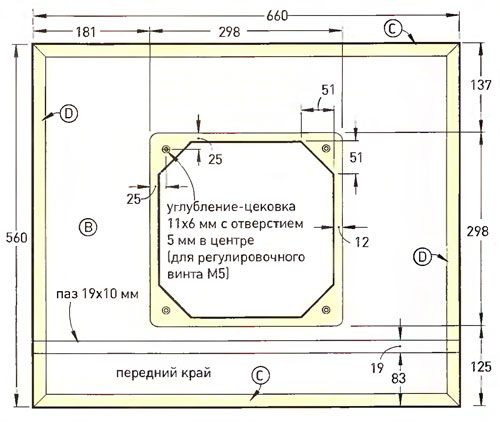 660
C
181
298
137
D
51
25
51
25
углубление-цековка
11х6 мм с отверстием
5 мм в центре
(для регулировочного
винта М5)
12
298
B
560
D
паз 19х10 мм
19
125
передний край
83
C